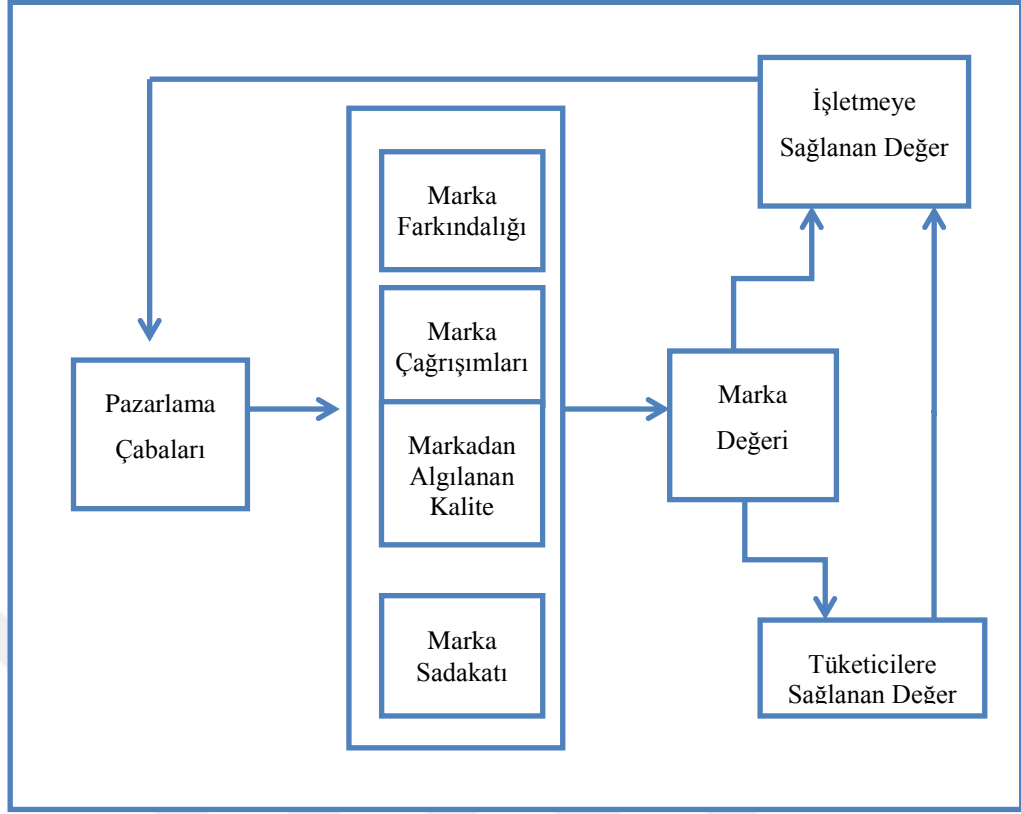 İşletmeye
Sağlanan Değer
Marka
Farkındalığı
Marka
Çağrışımları
Pazarlama
Çabaları
Markadan
Algılanan
Kalite
Marka
Değeri
Marka
Sadakatı
Tüketicilere
Sağlanan Değer